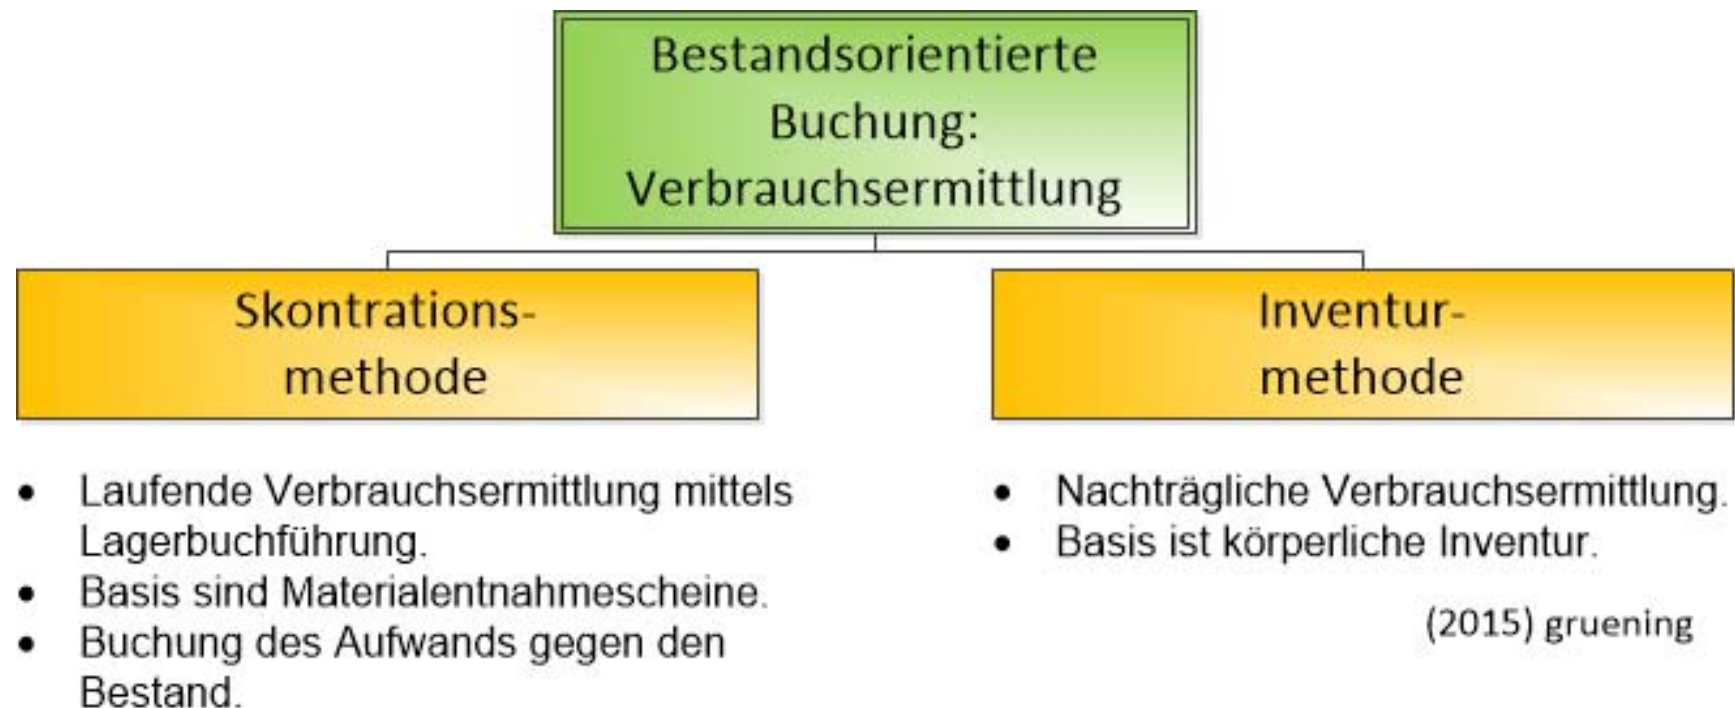 Bestandsorientierte
Buchung:
Verbrauchsermittlung
Skontrations-
methode
Inventur-
methode
• Laufende Verbrauchsermittlung mittels
Lagerbuchführung.
• Basis sind Materialentnahmescheine.
• Buchung des Aufwands gegen den
Bestand.
• Nachträgliche Verbrauchsermittlung.
• Basis ist körperliche Inventur.
(2015) gruening